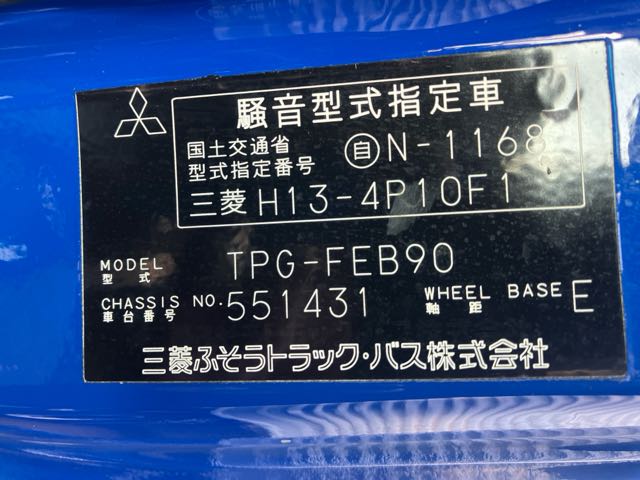 騒音型式指定車
国土交通省
型式指定番号 自N-1168
三菱 H13-4P10F1
MODEL
型式 TPG-FEB90
CHASSIS NO. 551431 WHEEL BASE E
車台番号 軸距
三菱ふそうトラック・バス株式会社